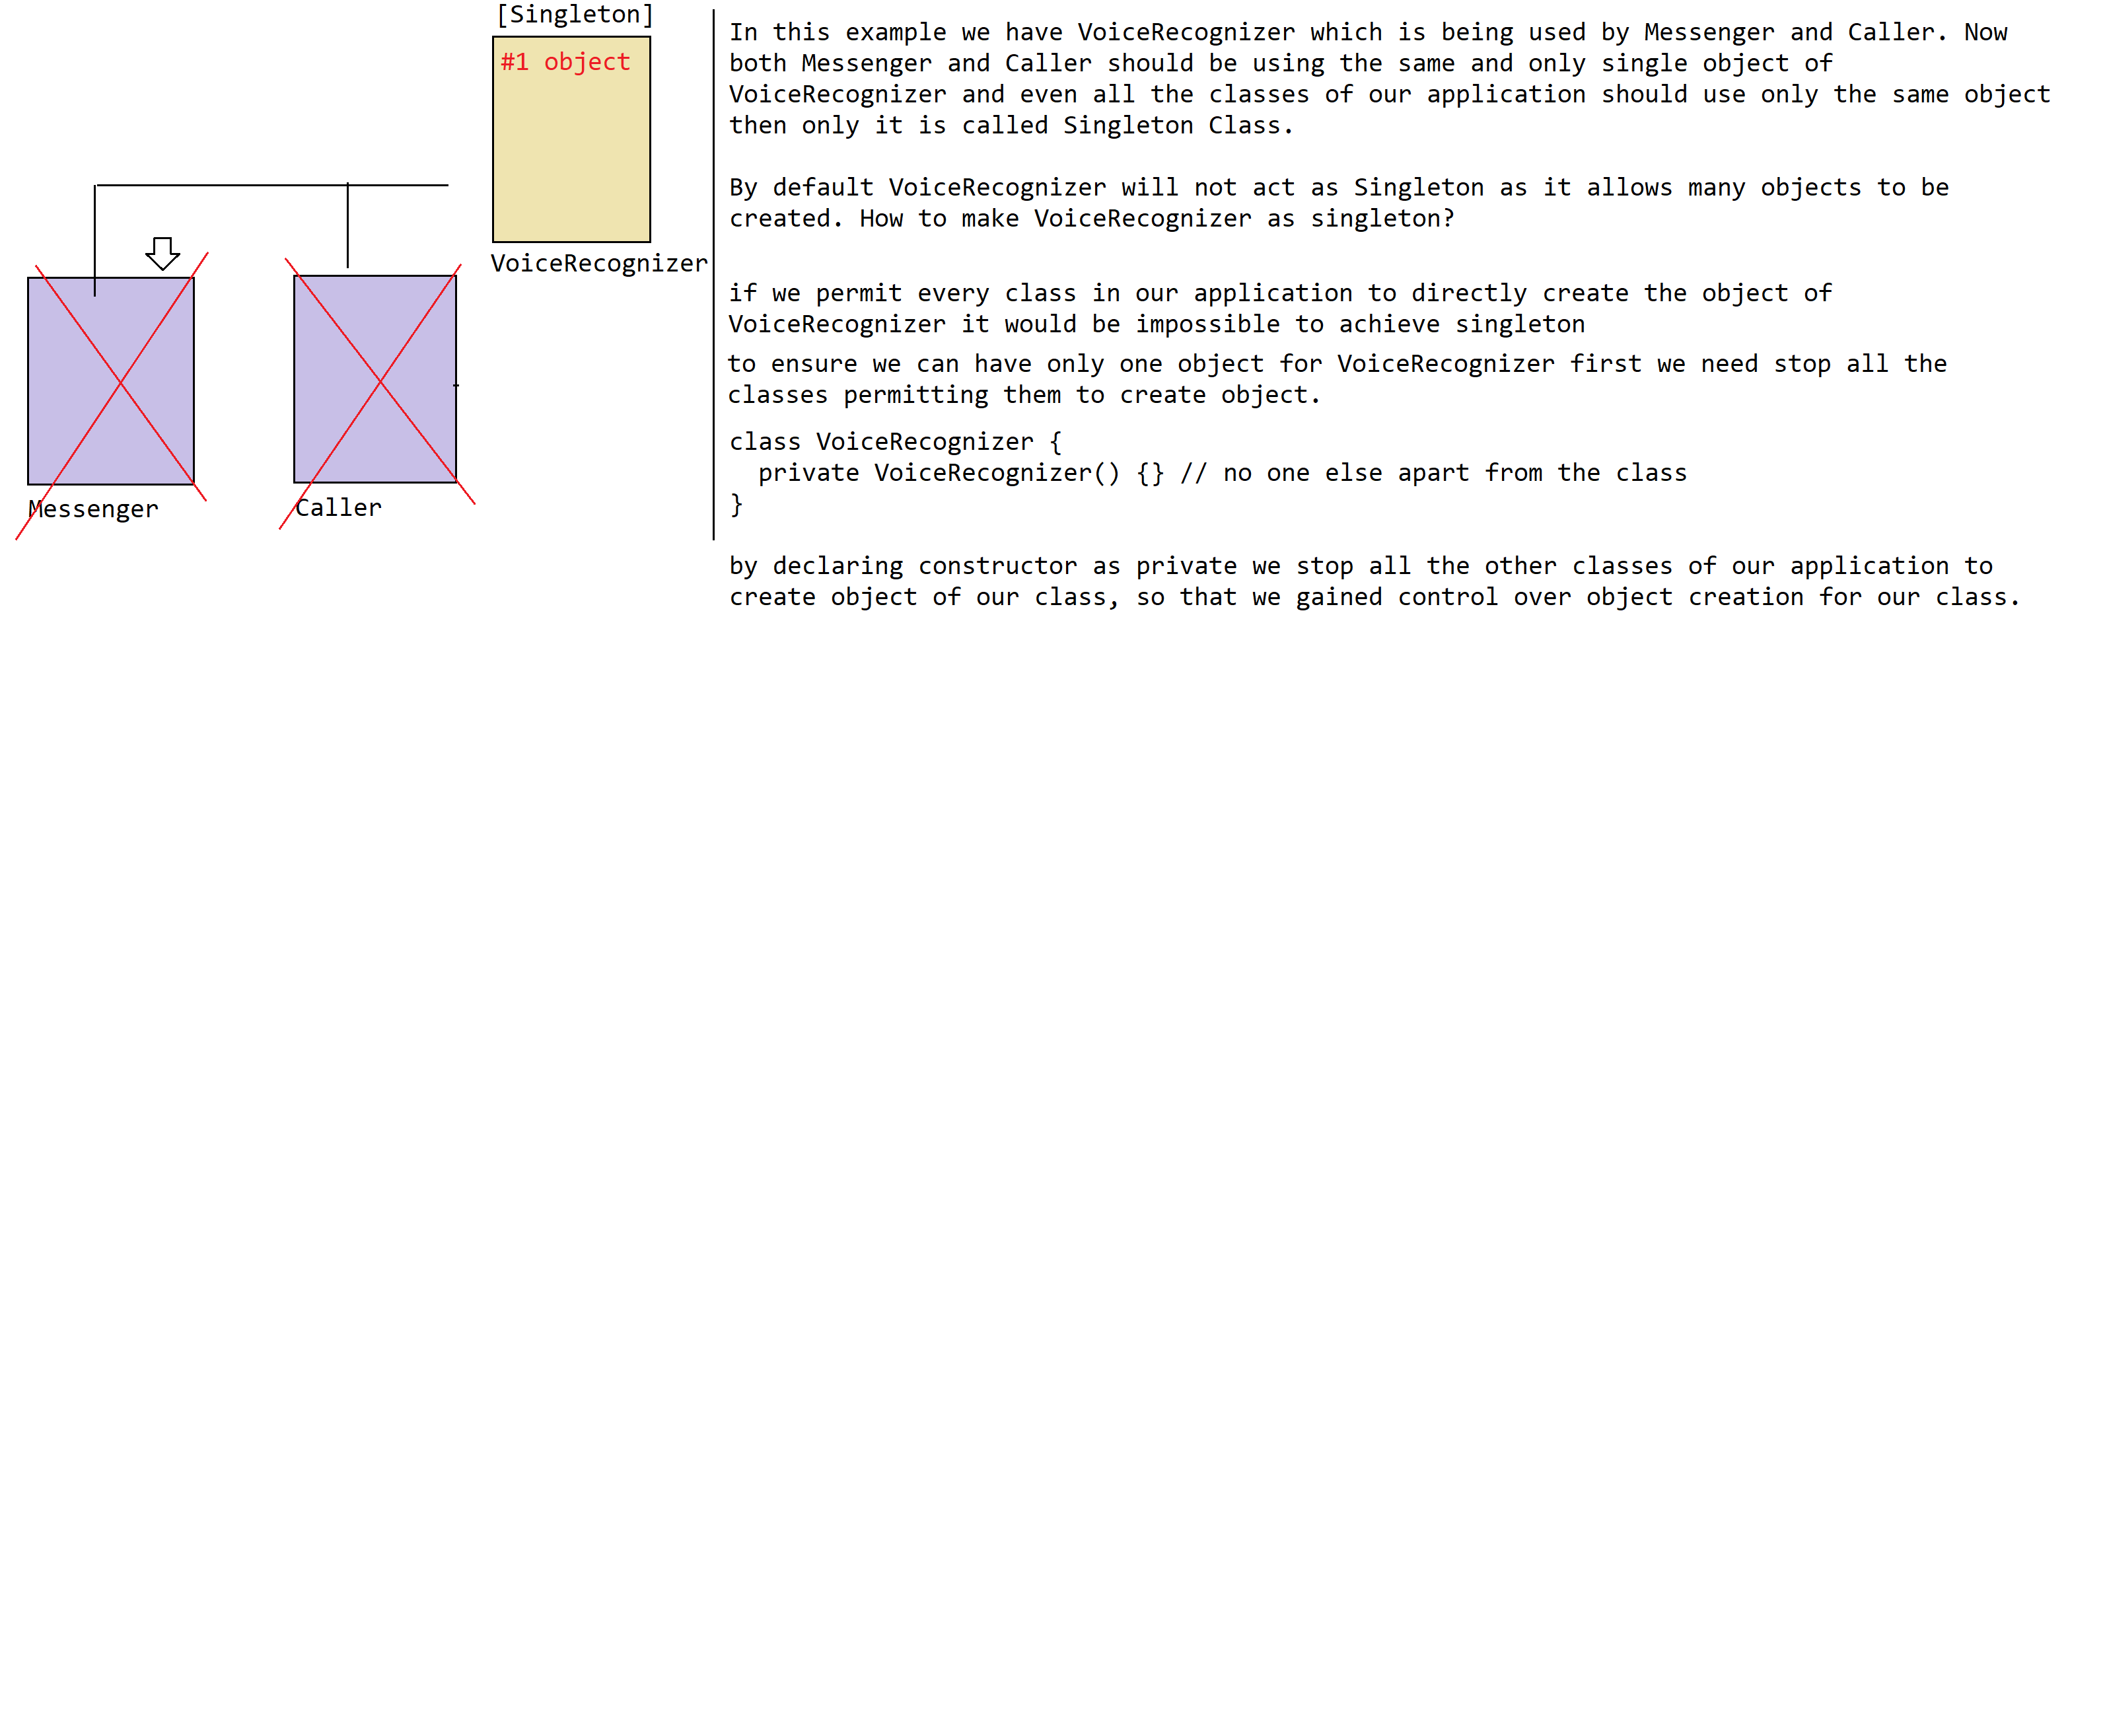 [Singleton]
#1 object
VoiceRecognizer
Messenger
Caller
In this example we have VoiceRecognizer which is being used by Messenger and Caller. Now
both Messenger and Caller should be using the same and only single object of
VoiceRecognizer and even all the classes of our application should use only the same object
then only it is called Singleton Class.
By default VoiceRecognizer will not act as Singleton as it allows many objects to be
created. How to make VoiceRecognizer as singleton?
if we permit every class in our application to directly create the object of
VoiceRecognizer it would be impossible to achieve singleton
to ensure we can have only one object for VoiceRecognizer first we need stop all the
classes permitting them to create object.
class VoiceRecognizer {
  private VoiceRecognizer() {} // no one else apart from the class
}
by declaring constructor as private we stop all the other classes of our application to
create object of our class, so that we gained control over object creation for our class.